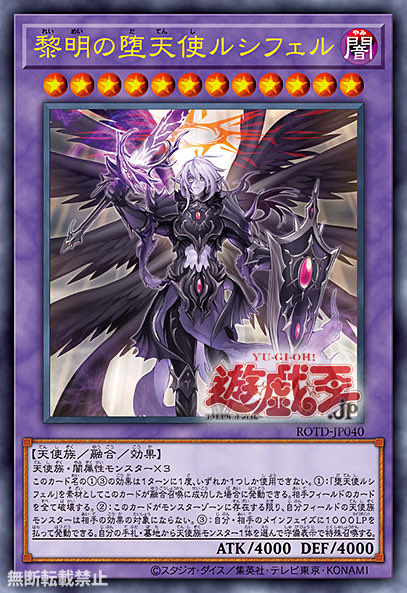 黎明の堕天使ルシフェル
れいめい だてんし
闇
やみ
YU-GI-OH!
遊戯王
.jp
ROTD-JP040
【天使族／融合／効果】
天使族・闇属性モンスター×３
このカード名の①③の効果は１ターンに１度、いずれか１つしか使用できない。①：「堕天使ルシ
フェル」を素材としてこのカードが融合召喚に成功した場合に発動できる。相手フィールドのカード
を全て破壊する。②：このカードがモンスターゾーンに存在する限り、自分フィールドの天使族
モンスターは相手の効果の対象にならない。③：自分・相手のメインフェイズに１０００ＬＰを
払って発動できる。自分の手札・墓地から天使族モンスター１体を選んで守備表示で特殊召喚する。
ATK/4000 DEF/4000
無断転載禁止
©スタジオ・ダイス／集英社・テレビ東京・KONAMI